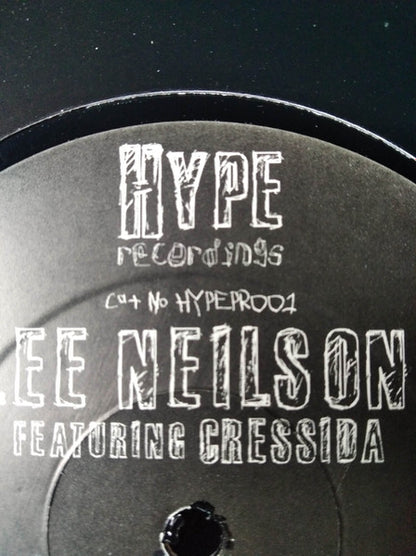 HYPE
recordings
Cat No HYPEPR001
LEE NEILSON
FEATURING CRESSIDA